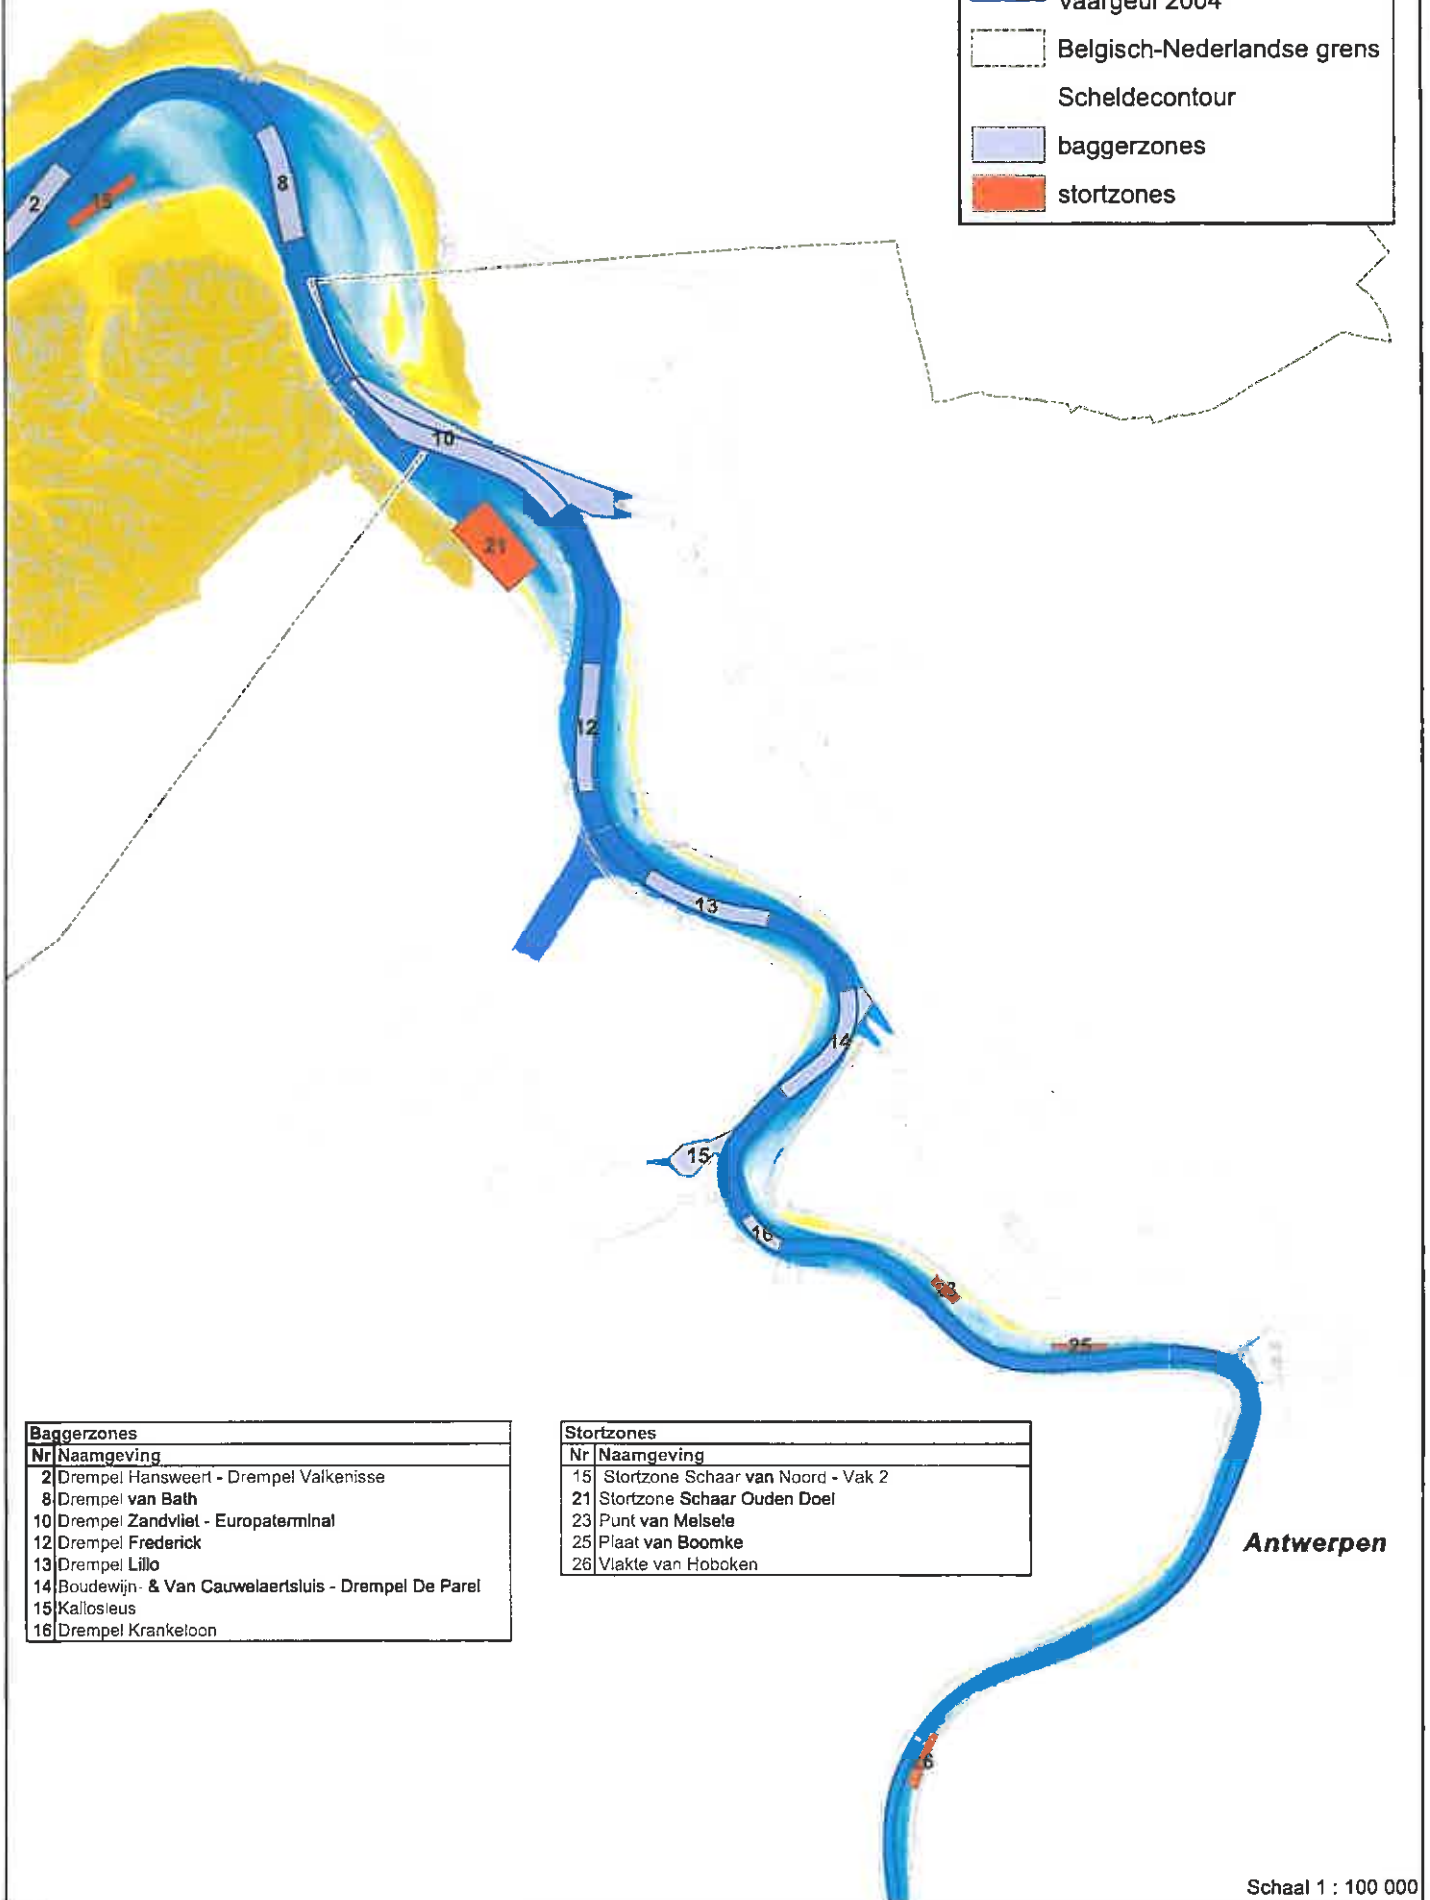 Vaargeul 2004
Belgisch-Nederlandse grens
Scheldecontour
baggerzones
stortzones
8
2
15
10
21
12
13
14
15
16
23
25
Baggerzones
Nr Naamgeving
2 Drempel Hansweert - Drempel Valkenisse
8 Drempel van Bath
10 Drempel Zandvliet - Europaterminal
12 Drempel Frederick
13 Drempel Lillo
14 Boudewijn- & Van Cauwelaertsluis - Drempel De Parel
15 Kallosleus
16 Drempel Krankeloon
Stortzones
Nr Naamgeving
15 Stortzone Schaar van Noord - Vak 2
21 Stortzone Schaar Ouden Doel
23 Punt van Melsele
25 Plaat van Boomke
26 Vlakte van Hoboken
Antwerpen
26
Schaal 1 : 100 000